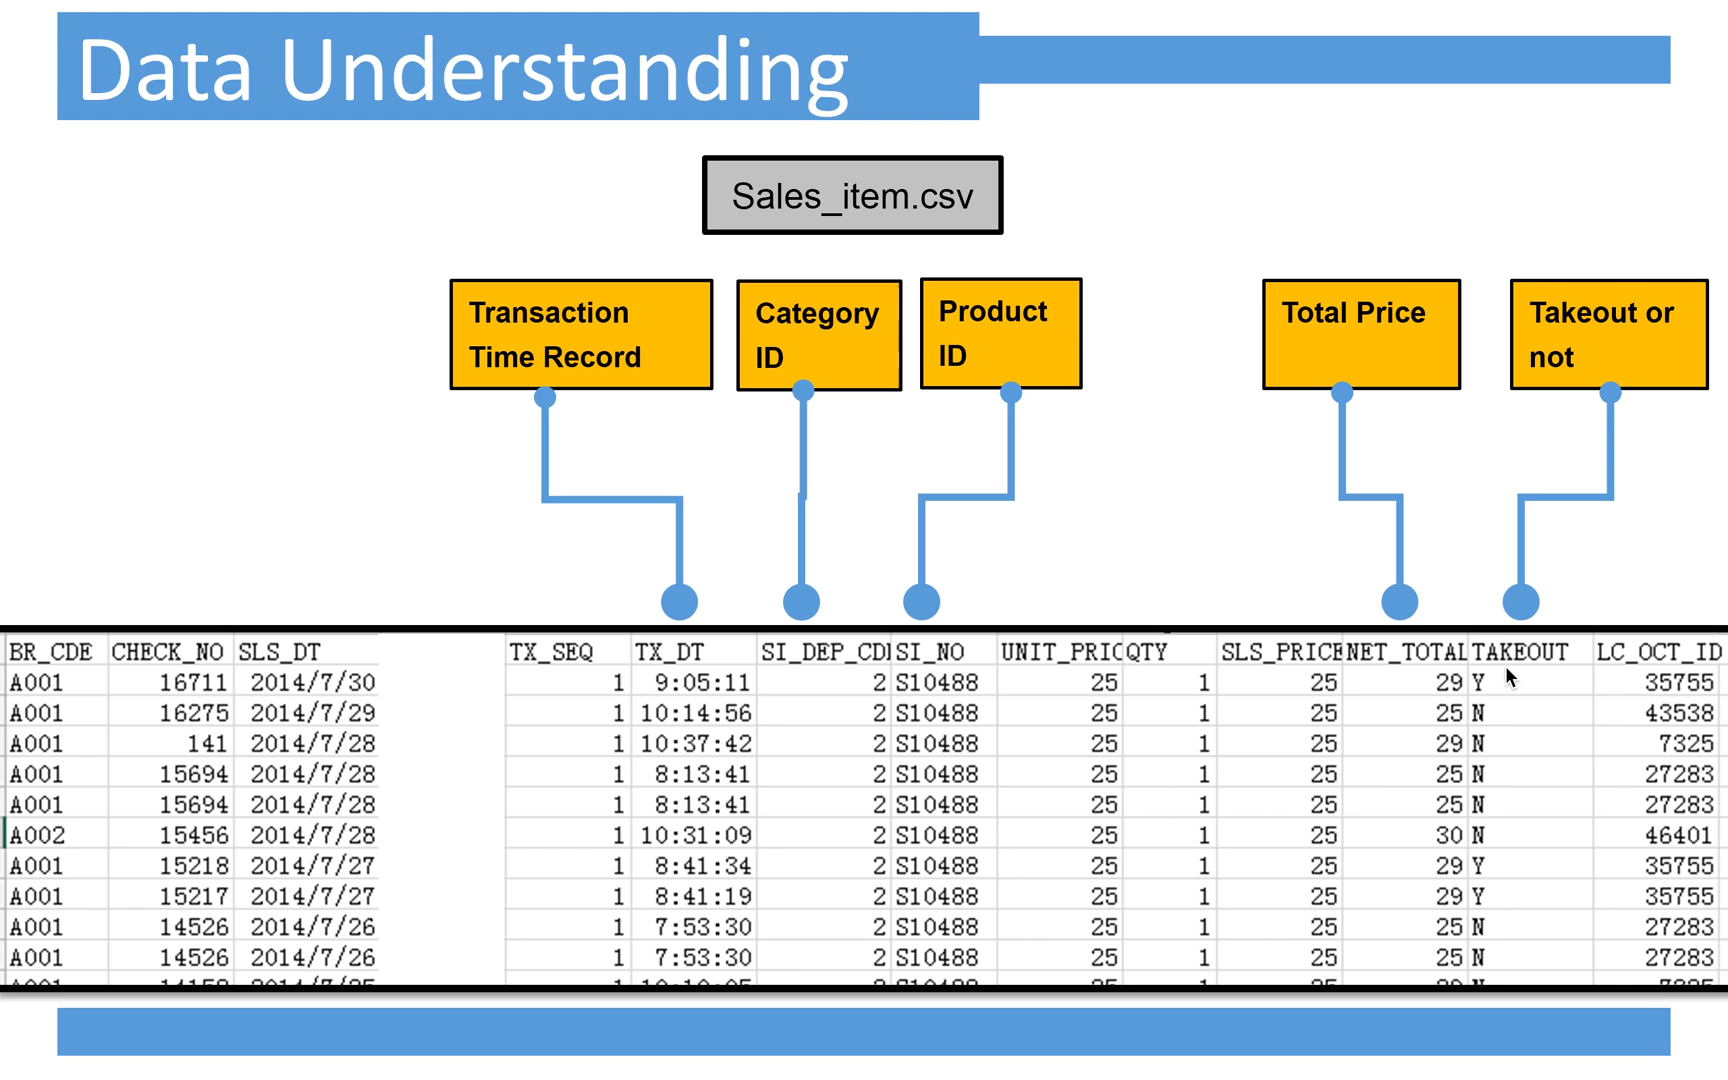 Data Understanding
Sales_item.csv
Transaction
Time Record
Category
ID
Product
ID
Total Price
Takeout or
not
BR_CDE CHECK_NO SLS_DT TX_SEQ TX_DT SI_DEP_CD SI_NO UNIT_PRIC QTY SLS_PRICE NET_TOTAL TAKEOUT LC_OCT_ID
A001 16711 2014/7/30 1 9:05:11 2 S10488 25 1 25 29 Y 35755
A001 16275 2014/7/29 1 10:14:56 2 S10488 25 1 25 25 N 43538
A001 141 2014/7/28 1 10:37:42 2 S10488 25 1 25 29 N 7325
A001 15694 2014/7/28 1 8:13:41 2 S10488 25 1 25 25 N 27283
A001 15694 2014/7/28 1 8:13:41 2 S10488 25 1 25 25 N 27283
A002 15456 2014/7/28 1 10:31:09 2 S10488 25 1 25 30 N 46401
A001 15218 2014/7/27 1 8:41:34 2 S10488 25 1 25 29 Y 35755
A001 15217 2014/7/27 1 8:41:19 2 S10488 25 1 25 29 Y 35755
A001 14526 2014/7/26 1 7:53:30 2 S10488 25 1 25 25 N 27283
A001 14526 2014/7/26 1 7:53:30 2 S10488 25 1 25 25 N 27283